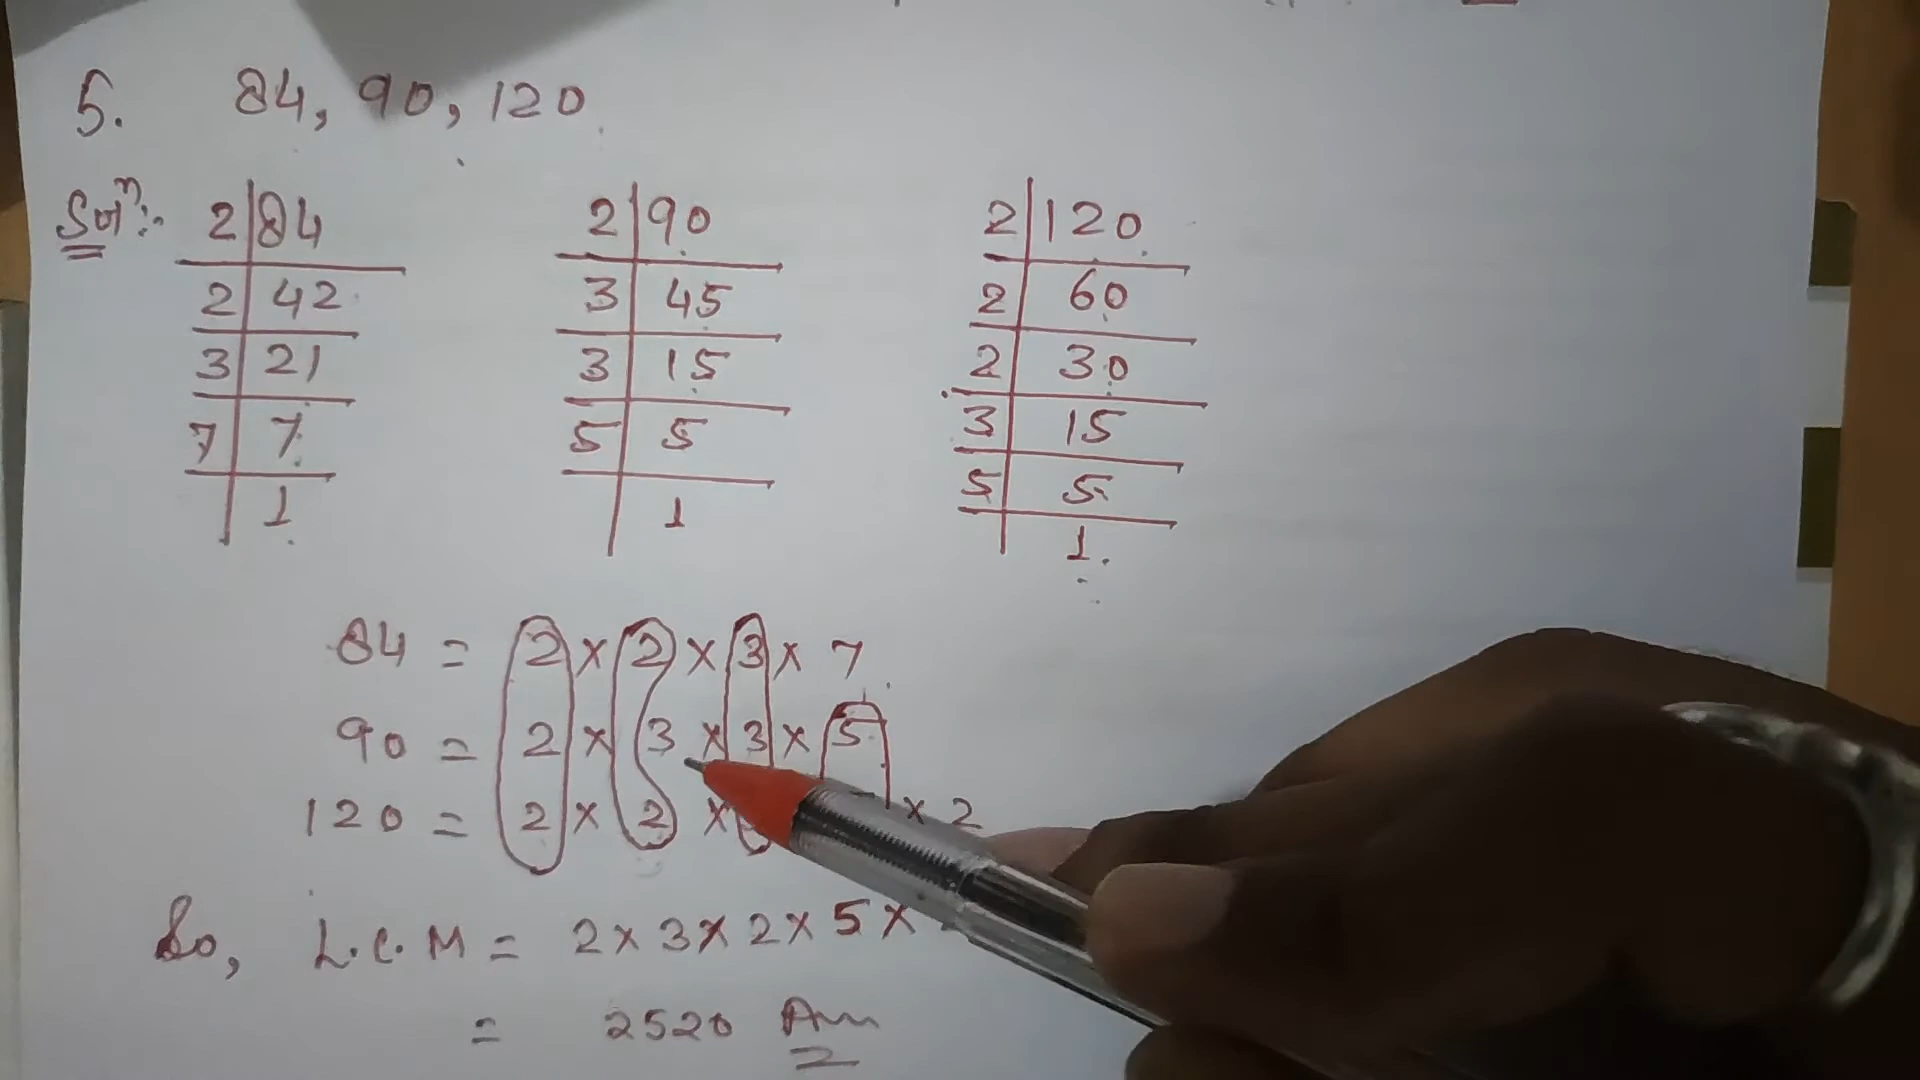 5. 84, 90, 120
Solⁿ:- 2 84 2 90 2 120
2 42 3 45 2 60
3 21 3 15 2 30
7 7 5 5 3 15
1 1 5 5
1
84 = 2 × 2 × 3 × 7
90 = 2 × 3 × 3 × 5
120 = 2 × 2 × × 2
So, L.C.M = 2 × 3 × 2 × 5 ×
= 2520 Ans